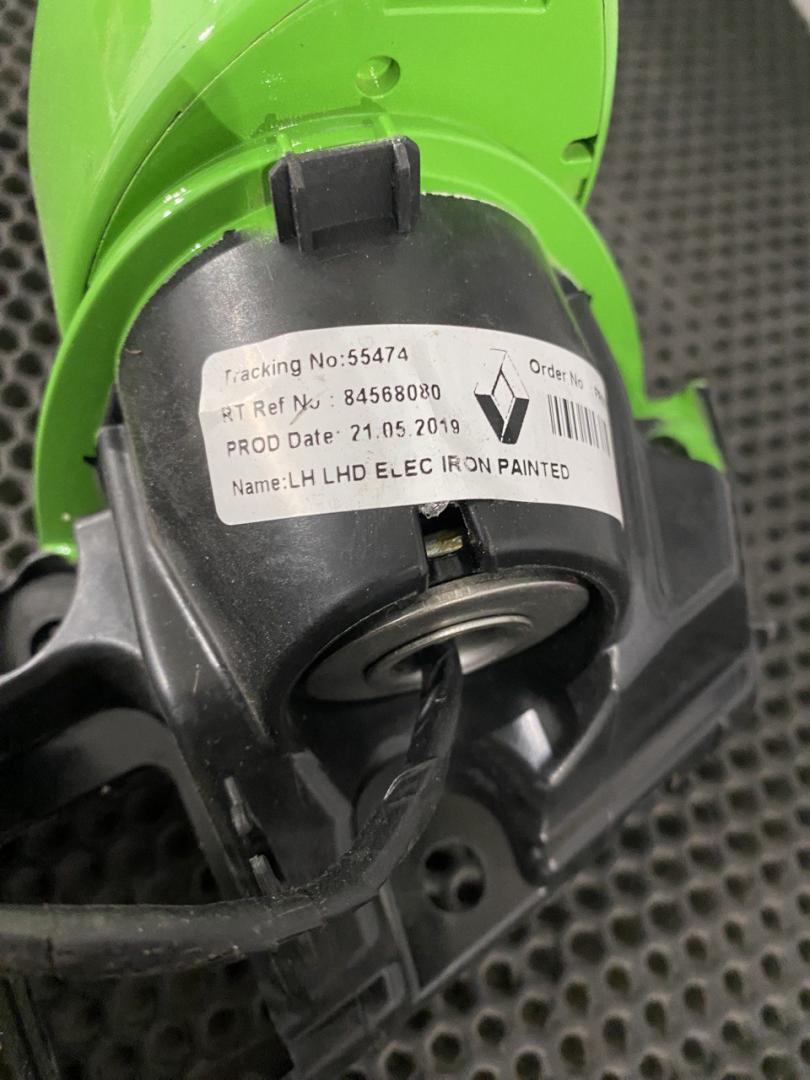 Tracking No:55474
Order No
RT Ref No : 84568080
PROD Date: 21.05.2019
Name:LH LHD ELEC IRON PAINTED